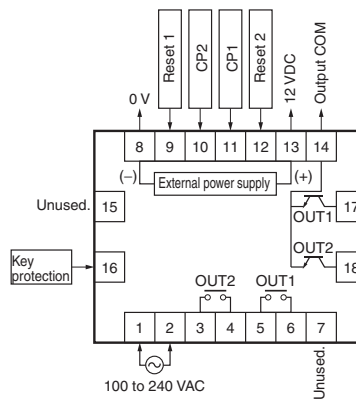 Reset 1
CP2
CP1
Reset 2
12 VDC
Output COM
0 V
8
9
10
11
12
13
14
(−)
External power supply
(+)
Unused.
15
OUT1
17
Key
protection
16
OUT2
18
OUT2
OUT1
1
2
3
4
5
6
7
100 to 240 VAC
Unused.